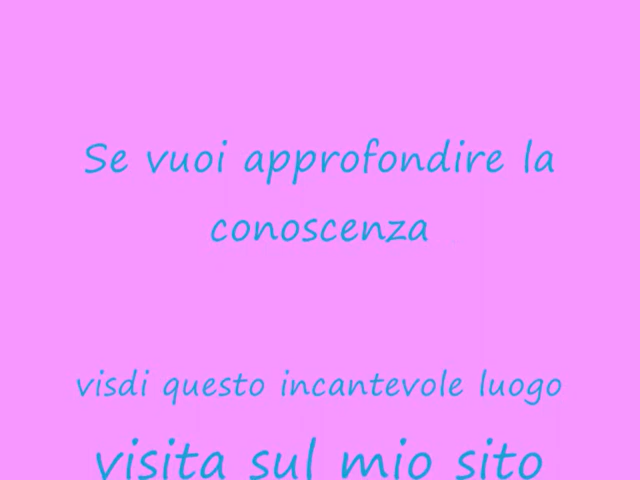 Se vuoi approfondire la
conoscenza
visdi questo incantevole luogo
visita sul mio sito